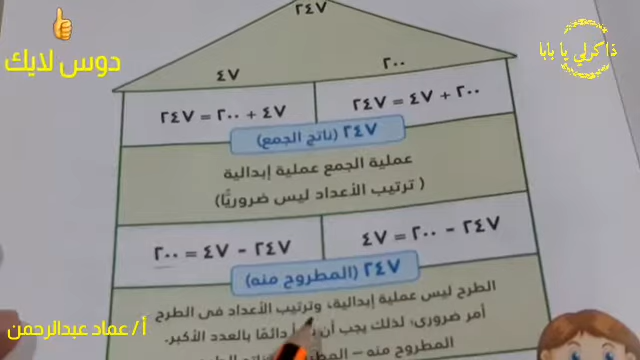 دوس لايك
ذاكرلي يا بابا
٢٤٧
٤٧ ٢٠٠
٢٠٠ + ٤٧ = ٢٤٧
٤٧ + ٢٠٠ = ٢٤٧
٢٤٧ (ناتج الجمع)
عملية الجمع عملية إبدالية
( ترتيب الأعداد ليس ضروريًّا)
٢٤٧ - ٢٠٠ = ٤٧
٢٤٧ - ٤٧ = ٢٠٠
٢٤٧ (المطروح منه)
الطرح ليس عملية إبدالية، وترتيب الأعداد فى الطرح
أمر ضرورى؛ لذلك يجب أن دائمًا بالعدد الأكبر.
المطروح منه –
أ/ عماد عبدالرحمن